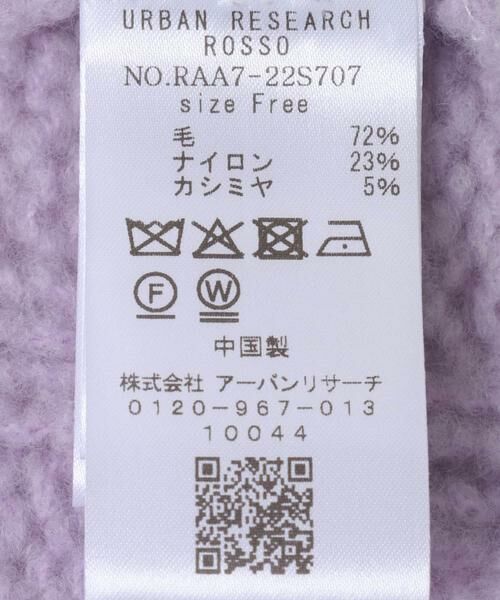 URBAN RESEARCH
ROSSO
NO.RAA7-22S707
size Free
毛 72%
ナイロン 23%
カシミヤ 5%
F W
中国製
株式会社 アーバンリサーチ
0120-967-013
10044